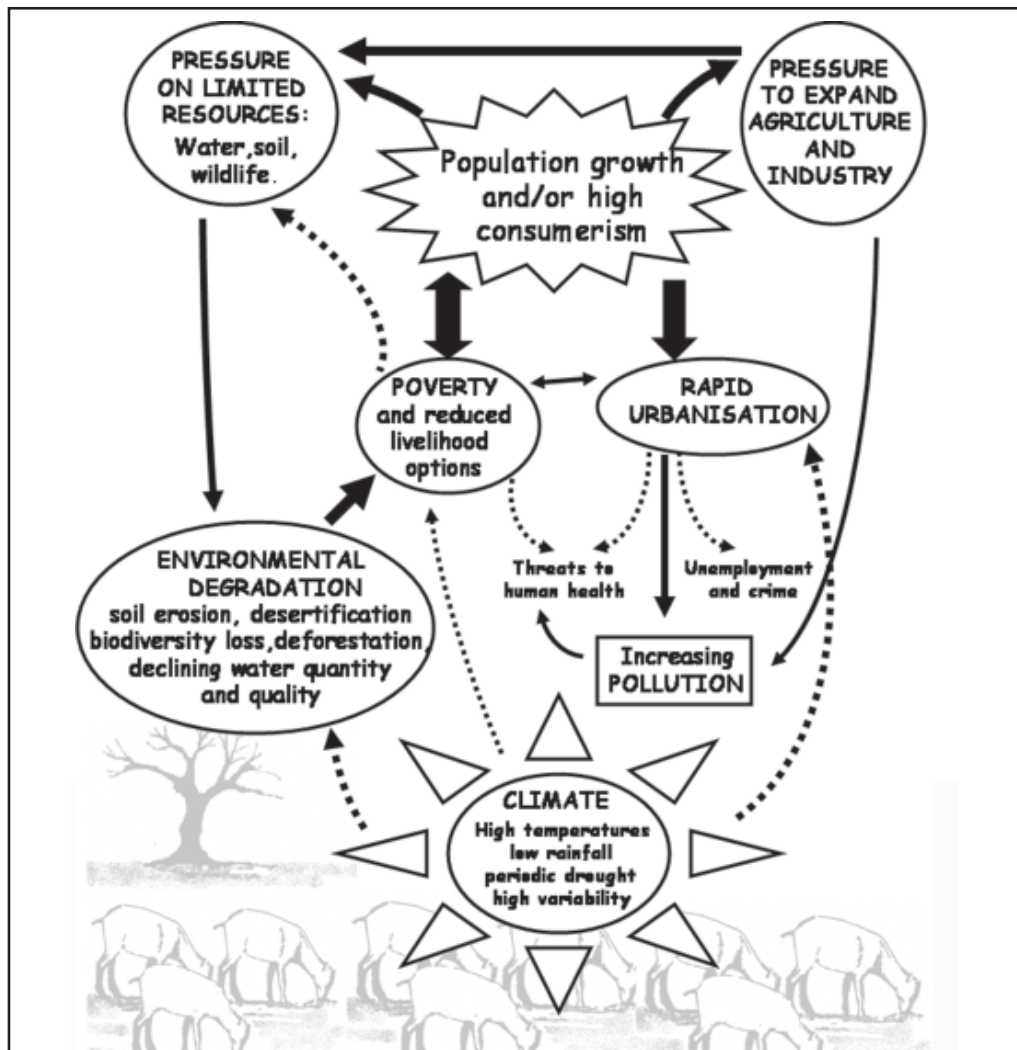 PRESSURE
ON LIMITED
RESOURCES:
Water,soil,
wildlife.
PRESSURE
TO EXPAND
AGRICULTURE
AND
INDUSTRY
Population growth
and/or high
consumerism
POVERTY
and reduced
livelihood
options
RAPID
URBANISATION
ENVIRONMENTAL
DEGRADATION
soil erosion, desertification
biodiversity loss,deforestation,
declining water quantity
and quality
Threats to
human health
Unemployment
and crime
Increasing
POLLUTION
CLIMATE
High temperatures
low rainfall
periodic drought
high variability